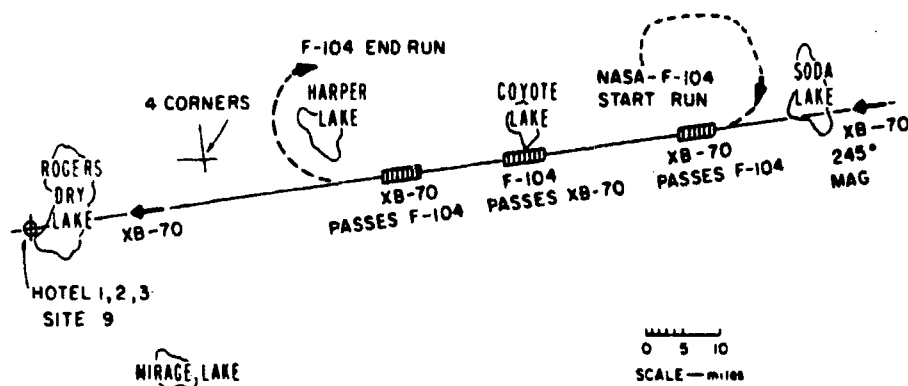 F-104 END RUN
4 CORNERS
HARPER
LAKE
COYOTE
LAKE
NASA-F-104
START RUN
SODA
LAKE
XB-70
245°
MAG
XB-70
PASSES F-104
F-104
PASSES XB-70
XB-70
PASSES F-104
ROGERS
DRY
LAKE
XB-70
HOTEL 1,2,3
SITE 9
MIRAGE, LAKE
0 5 10
SCALE—miles